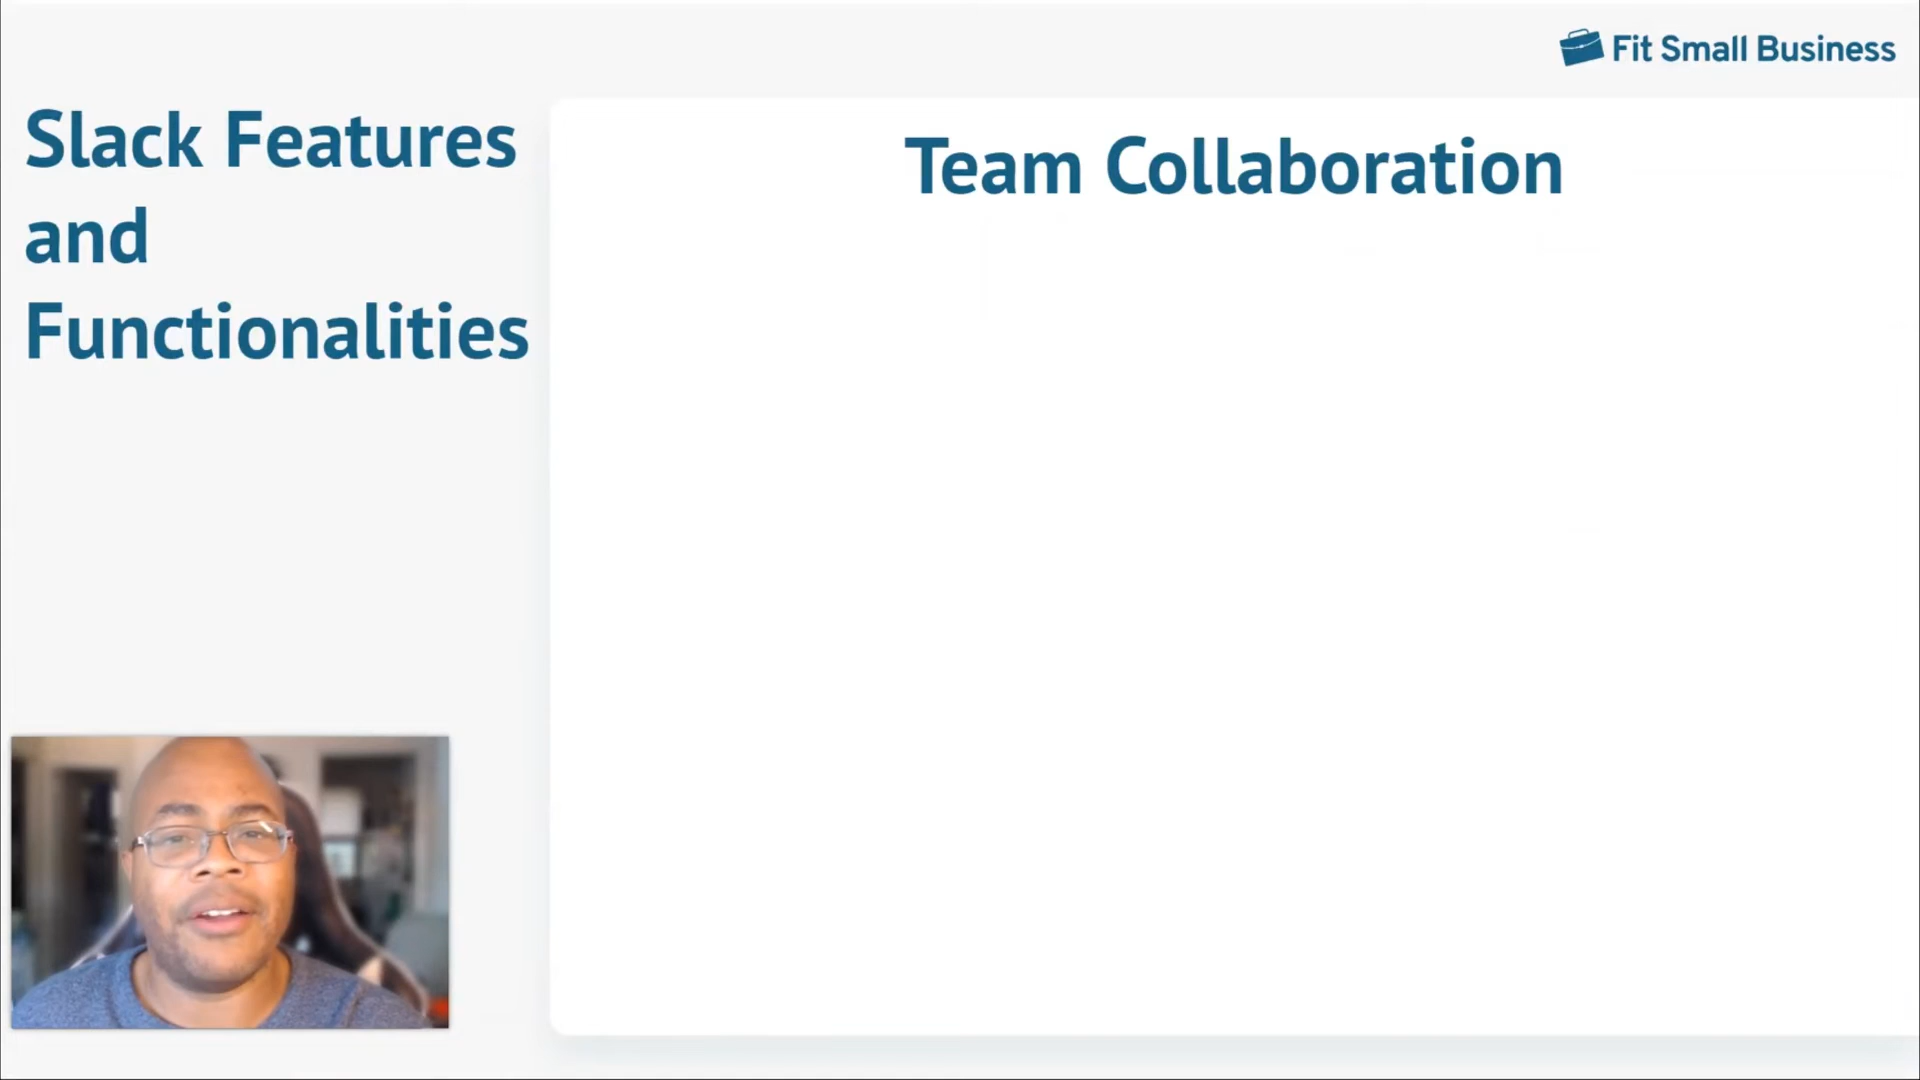 Fit Small Business
Slack Features
and
Functionalities
Team Collaboration